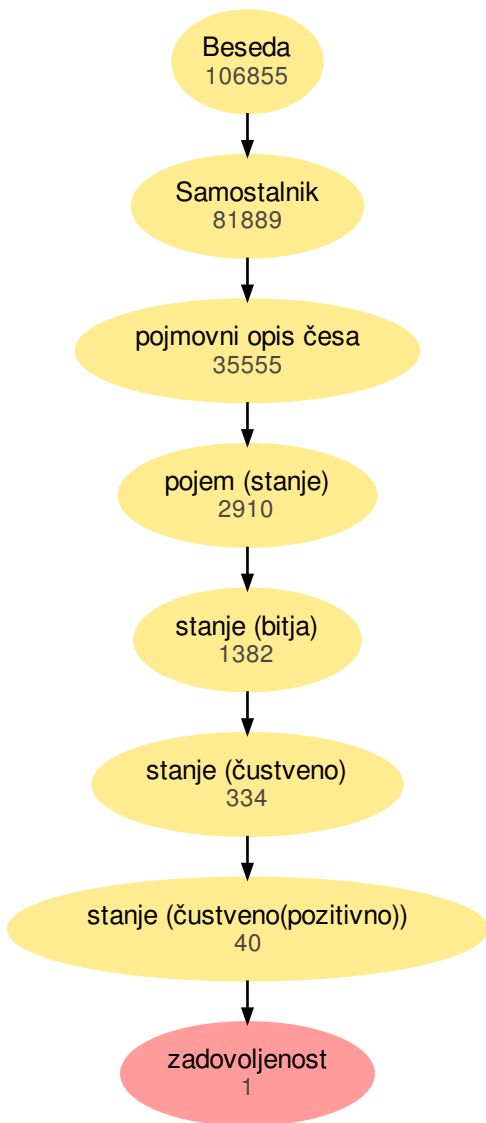 Beseda
106855
Samostalnik
81889
pojmovni opis česa
35555
pojem (stanje)
2910
stanje (bitja)
1382
stanje (čustveno)
334
stanje (čustveno(pozitivno))
40
zadovoljenost
1